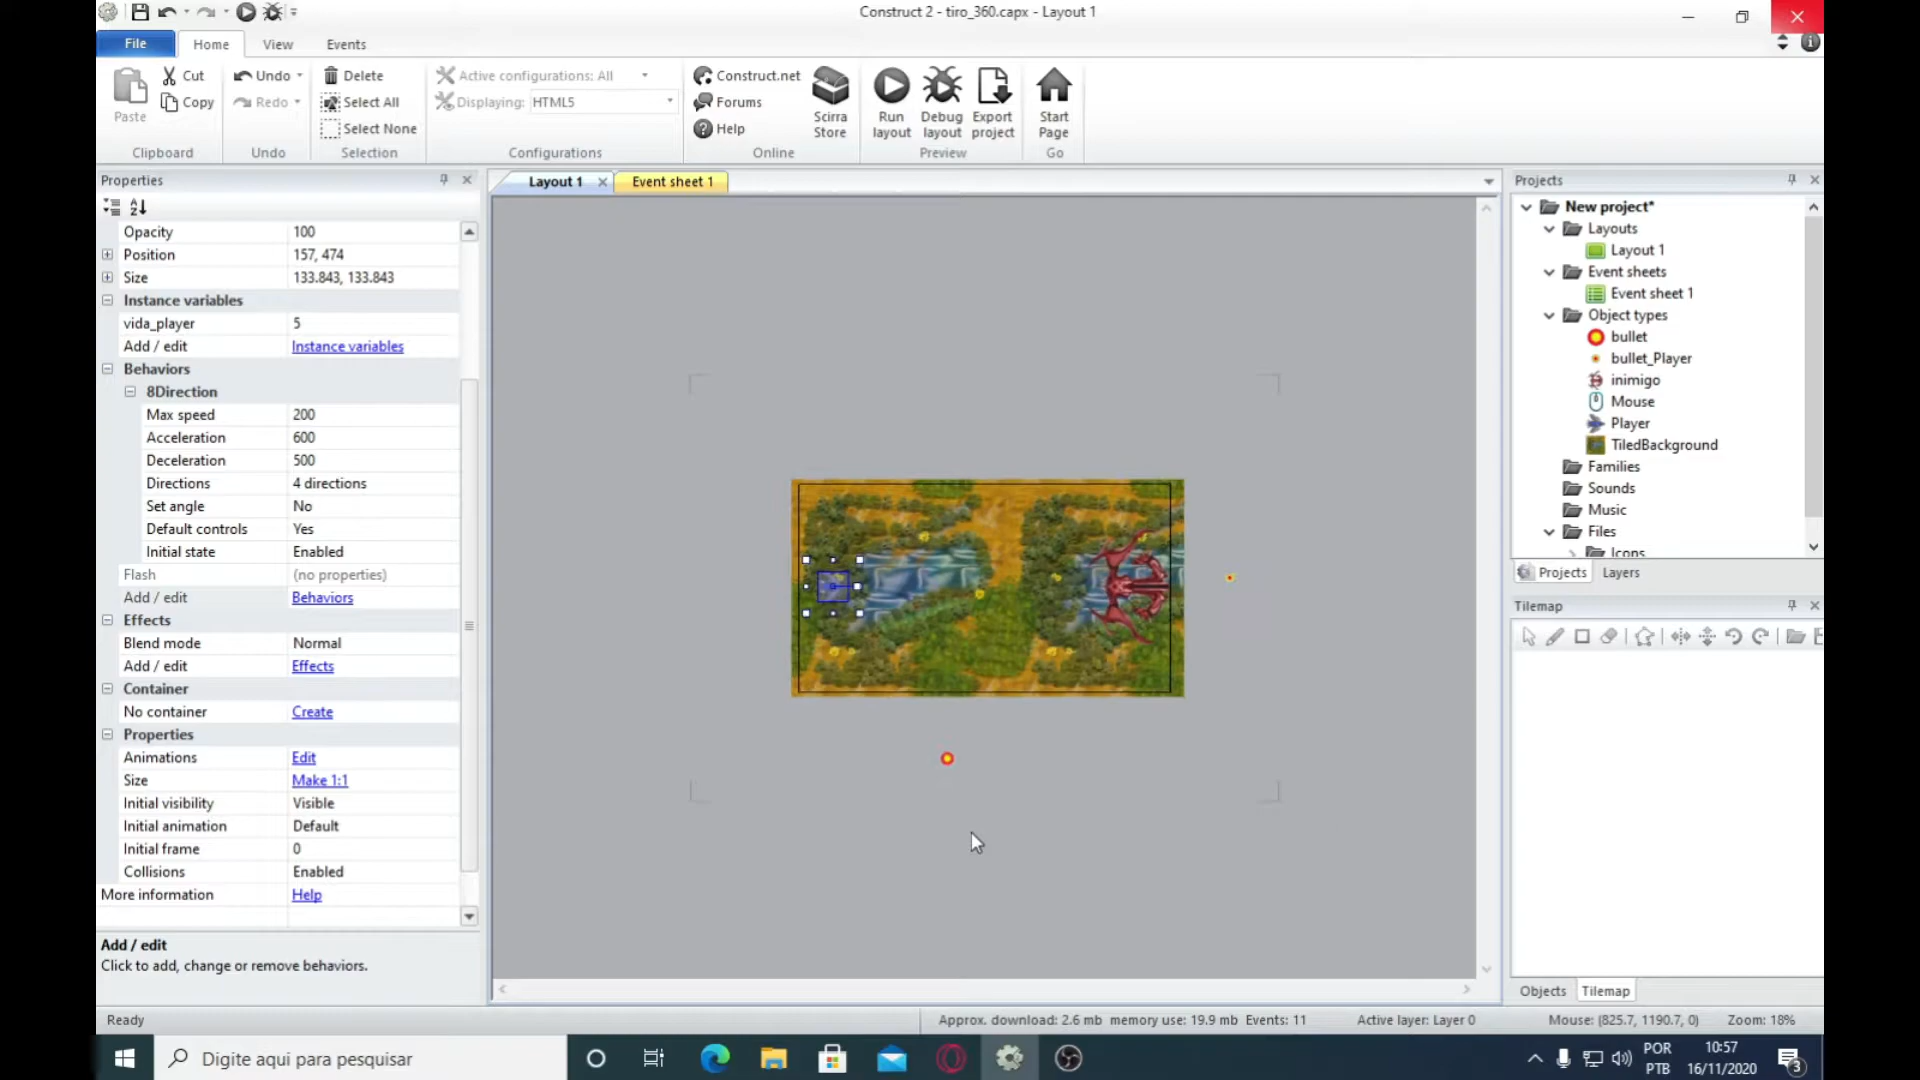 Construct 2 - tiro_360.capx - Layout 1
File
Home
View
Events
Paste
Cut
Copy
Clipboard
Undo
Redo
Undo
Delete
Select All
Select None
Selection
Active configurations: All
Displaying:
HTML5
Configurations
Construct.net
Forums
Help
Scirra
Store
Online
Run
layout
Debug
layout
Export
project
Preview
Start
Page
Go
Properties
Opacity 100
Position 157, 474
Size 133.843, 133.843
Instance variables
vida_player 5
Add / edit Instance variables
Behaviors
8Direction
Max speed 200
Acceleration 600
Deceleration 500
Directions 4 directions
Set angle No
Default controls Yes
Initial state Enabled
Flash (no properties)
Add / edit Behaviors
Effects
Blend mode Normal
Add / edit Effects
Container
No container Create
Properties
Animations Edit
Size Make 1:1
Initial visibility Visible
Initial animation Default
Initial frame 0
Collisions Enabled
More information Help
Add / edit
Click to add, change or remove behaviors.
Layout 1
Event sheet 1
Projects
New project*
Layouts
Layout 1
Event sheets
Event sheet 1
Object types
bullet
bullet_Player
inimigo
Mouse
Player
TiledBackground
Families
Sounds
Music
Files
Icons
Projects
Layers
Tilemap
Objects
Tilemap
Ready
Approx. download: 2.6 mb memory use: 19.9 mb Events: 11
Active layer: Layer 0
Mouse: (825.7, 1190.7, 0)
Zoom: 18%
Digite aqui para pesquisar
POR
PTB
10:57
16/11/2020
3